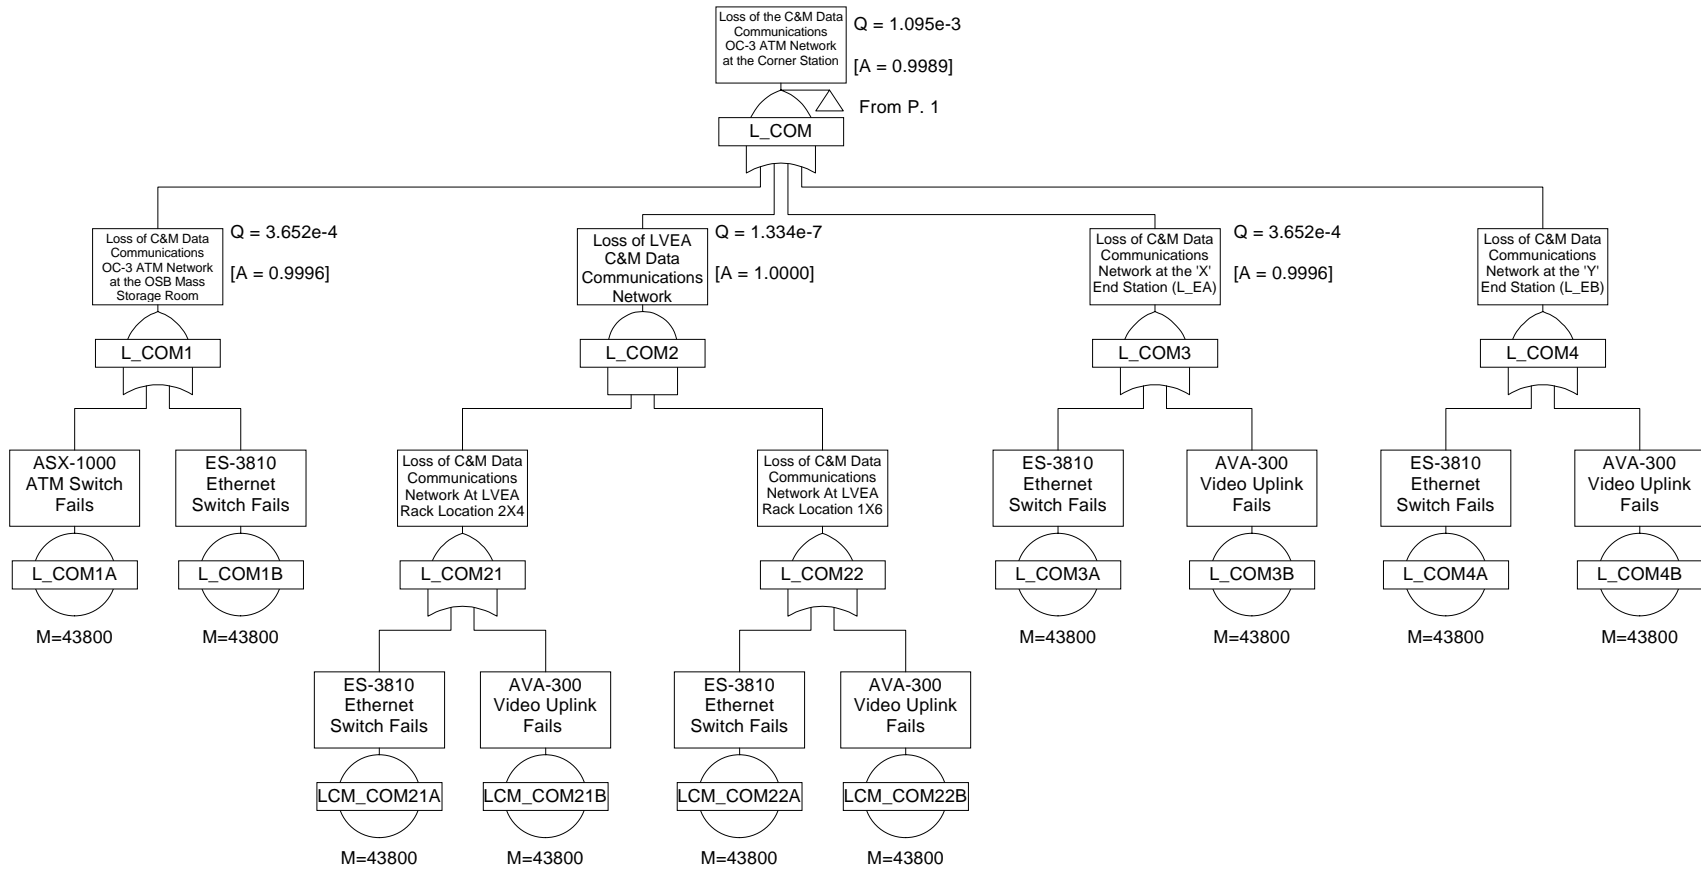 Loss of the C&M Data
Communications
OC-3 ATM Network
at the Corner Station
Q = 1.095e-3
[A = 0.9989]
From P. 1
L_COM
Loss of C&M Data
Communications
OC-3 ATM Network
at the OSB Mass
Storage Room
Q = 3.652e-4
[A = 0.9996]
L_COM1
Loss of LVEA
C&M Data
Communications
Network
Q = 1.334e-7
[A = 1.0000]
L_COM2
Loss of C&M Data
Communications
Network at the 'X'
End Station (L_EA)
Q = 3.652e-4
[A = 0.9996]
L_COM3
Loss of C&M Data
Communications
Network at the 'Y'
End Station (L_EB)
L_COM4
ASX-1000
ATM Switch
Fails
L_COM1A
M=43800
ES-3810
Ethernet
Switch Fails
L_COM1B
M=43800
Loss of C&M Data
Communications
Network At LVEA
Rack Location 2X4
L_COM21
Loss of C&M Data
Communications
Network At LVEA
Rack Location 1X6
L_COM22
ES-3810
Ethernet
Switch Fails
L_COM3A
M=43800
AVA-300
Video Uplink
Fails
L_COM3B
M=43800
ES-3810
Ethernet
Switch Fails
L_COM4A
M=43800
AVA-300
Video Uplink
Fails
L_COM4B
M=43800
ES-3810
Ethernet
Switch Fails
LCM_COM21A
M=43800
AVA-300
Video Uplink
Fails
LCM_COM21B
M=43800
ES-3810
Ethernet
Switch Fails
LCM_COM22A
M=43800
AVA-300
Video Uplink
Fails
LCM_COM22B
M=43800